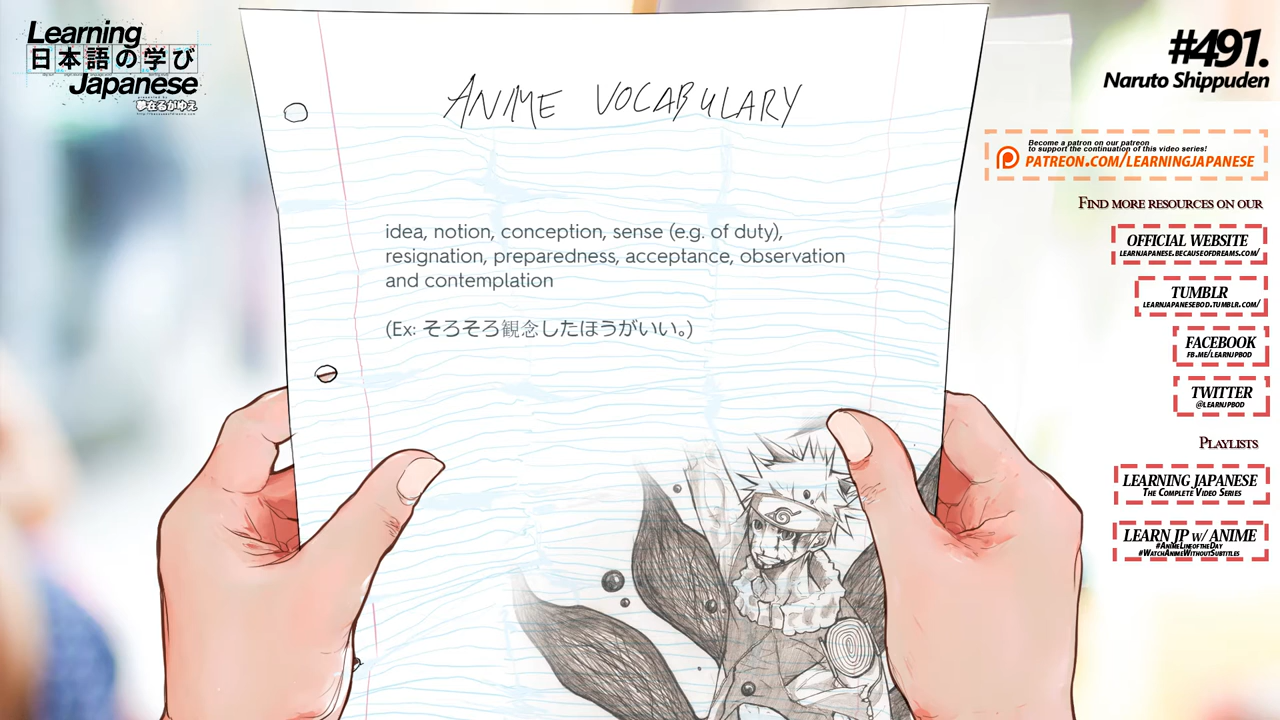 Learning
日本語の学び
Japanese
夢在るがゆえ
#491.
Naruto Shippuden
ANIME VOCABULARY
Become a patron on our patreon
to support the continuation of this video series!
PATREON.COM/LEARNINGJAPANESE
FIND MORE RESOURCES ON OUR
OFFICIAL WEBSITE
LEARNJAPANESE.BECAUSEOFDREAMS.COM/
TUMBLR
LEARNJAPANESEBOD.TUMBLR.COM/
FACEBOOK
FB.ME/LEARNJPBOD
TWITTER
@LEARNJPBOD
PLAYLISTS
LEARNING JAPANESE
THE COMPLETE VIDEO SERIES
LEARN JP W/ ANIME
#ANIMELINEOFTHEDAY
#WATCHANIMEWITHOUTSUBTITLES
idea, notion, conception, sense (e.g. of duty),
resignation, preparedness, acceptance, observation
and contemplation
(Ex: そろそろ観念したほうがいい。)